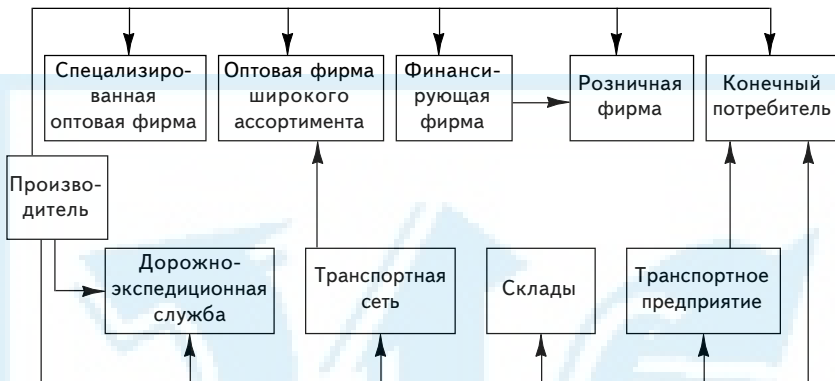 Специализиро-
ванная
оптовая фирма
Оптовая фирма
широкого
ассортимента
Финанси-
рующая
фирма
Розничная
фирма
Конечный
потребитель
Произво-
дитель
Дорожно-
экспедиционная
служба
Транспортная
сеть
Склады
Транспортное
предприятие